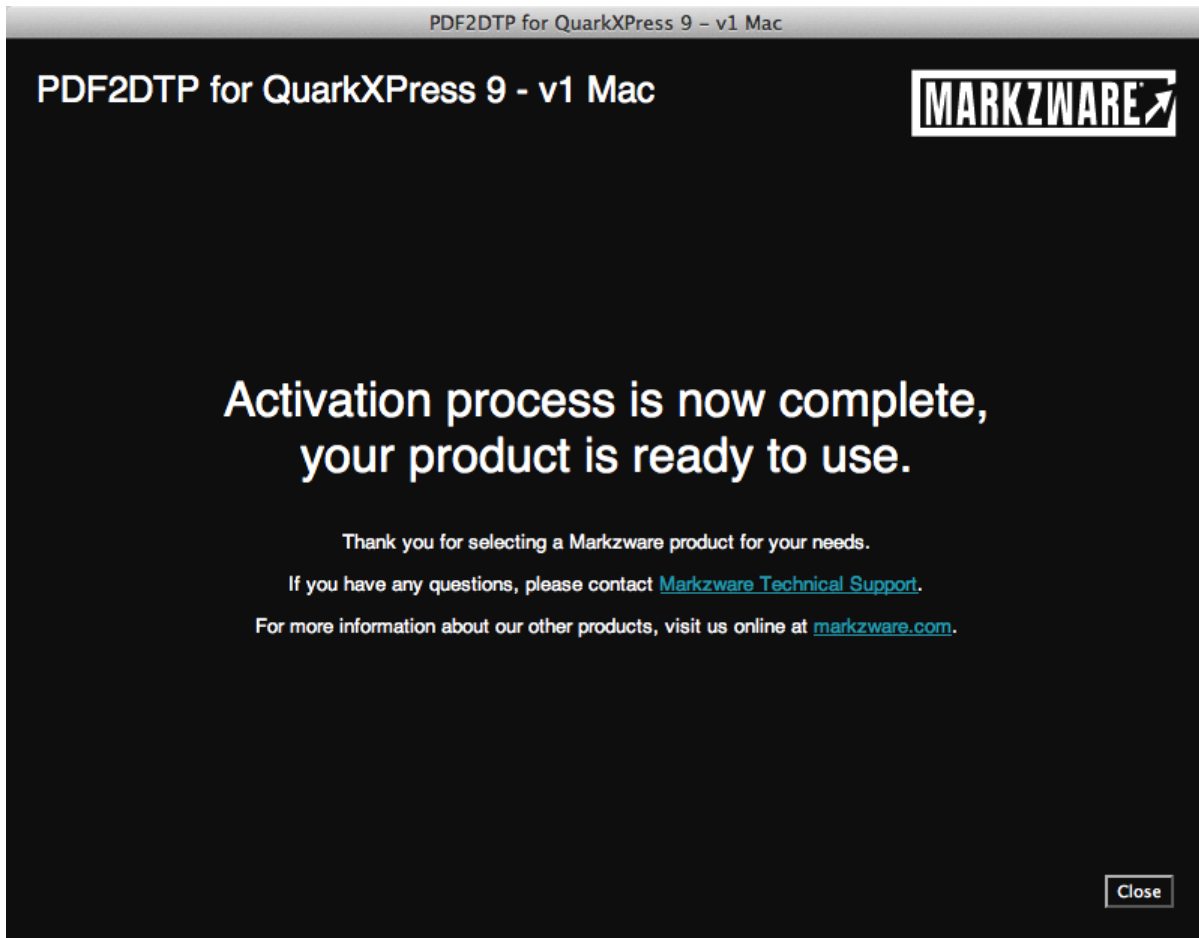 PDF2DTP for QuarkXPress 9 – v1 Mac
PDF2DTP for QuarkXPress 9 - v1 Mac
MARKZWARE
Activation process is now complete,
your product is ready to use.
Thank you for selecting a Markzware product for your needs.
If you have any questions, please contact Markzware Technical Support.
For more information about our other products, visit us online at markzware.com.
Close